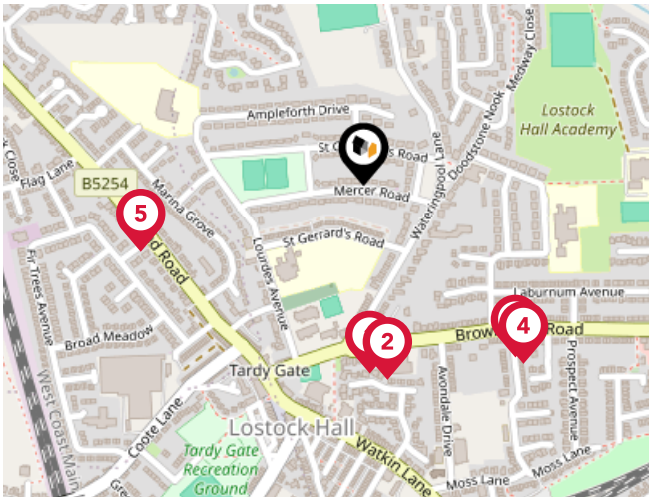 Medway Close
Ampleforth Drive
Lostock
Hall Academy
St G
's Road
Doodstone Nook
Wateringpool Lane
k Close
Flag Lane
B5254
Mercer Road
Marina Grove
5
d Road
St Gerrard's Road
Lourdes Avenue
Fir Trees Avenue
Laburnum Avenue
Brow
Road
4
2
Broad Meadow
Tardy Gate
West Coast Main
Prospect Avenue
Avondale Drive
Coote Lane
Lostock Hall
Watkin Lane
Tardy Gate
Recreation
Ground
Moss Lane
Moss Lane
Gre